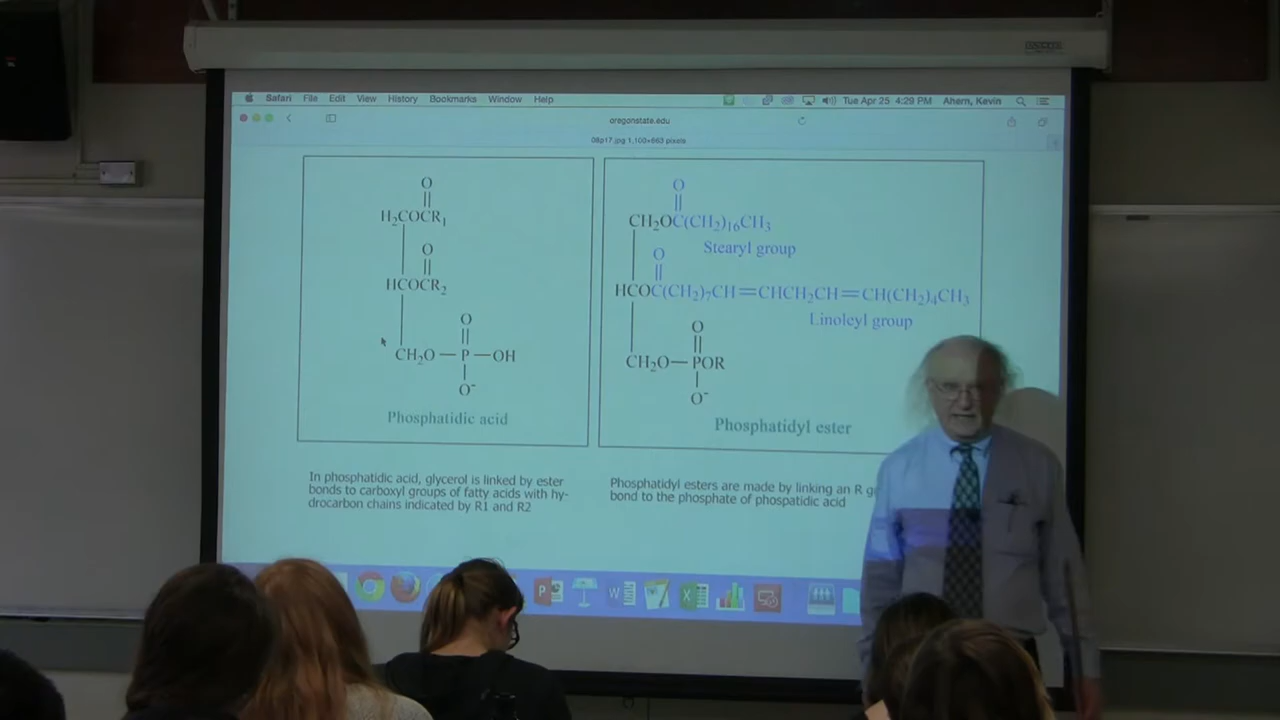 Safari File Edit View History Bookmarks Window Help Tue Apr 25 4:29 PM Ahern, Kevin
oregonstate.edu
08p17.jpg 1,100×663 pixels
O
H₂COCR₁
O
HCOCR₂
O
CH₂O—P—OH
O⁻
Phosphatidic acid
In phosphatidic acid, glycerol is linked by ester
bonds to carboxyl groups of fatty acids with hy-
drocarbon chains indicated by R1 and R2
O
CH₂OC(CH₂)₁₆CH₃
Stearyl group
O
HCOC(CH₂)₇CH=CHCH₂CH=CH(CH₂)₄CH₃
Linoleyl group
O
CH₂O—POR
O⁻
Phosphatidyl ester
Phosphatidyl esters are made by linking an R
bond to the phosphate of phospatidic acid